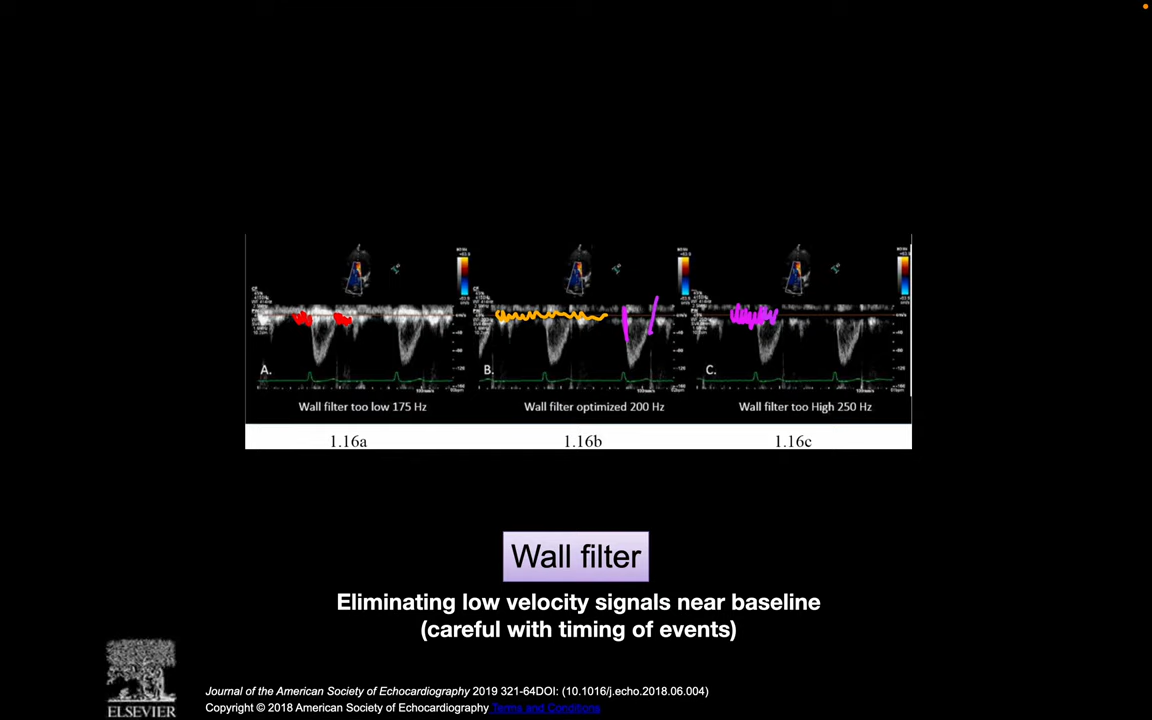 A.
B.
C.
Wall filter too low 175 Hz
Wall filter optimized 200 Hz
Wall filter too High 250 Hz
1.16a
1.16b
1.16c
Wall filter
Eliminating low velocity signals near baseline
(careful with timing of events)
ELSEVIER
Journal of the American Society of Echocardiography 2019 321-64DOI: (10.1016/j.echo.2018.06.004)
Copyright © 2018 American Society of Echocardiography Terms and Conditions